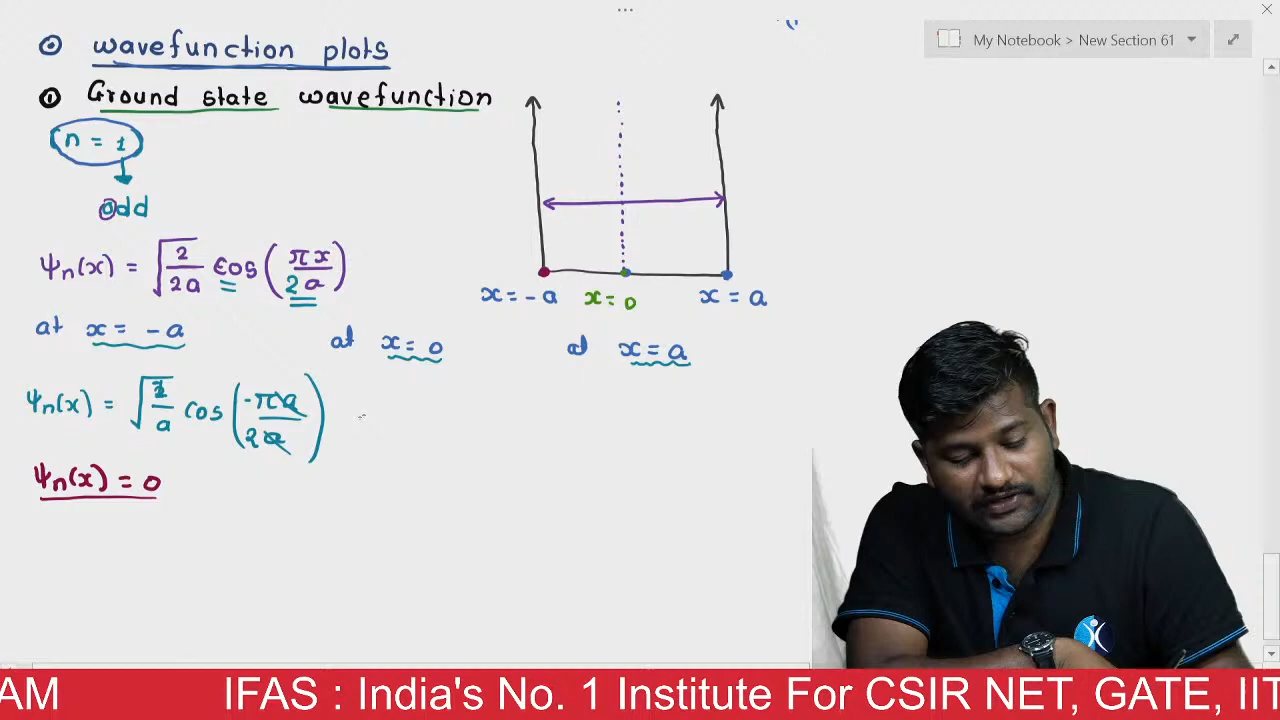 wavefunction plots
My Notebook > New Section 61
Ground state wavefunction
n = 1
odd
ψn(x) = √(2/2a) cos(πx/2a)
x = -a x = 0 x = a
at x = -a at x = 0 at x = a
ψn(x) = √(1/a) cos(-πa/2a)
ψn(x) = 0
AM IFAS : India's No. 1 Institute For CSIR NET, GATE, IIT